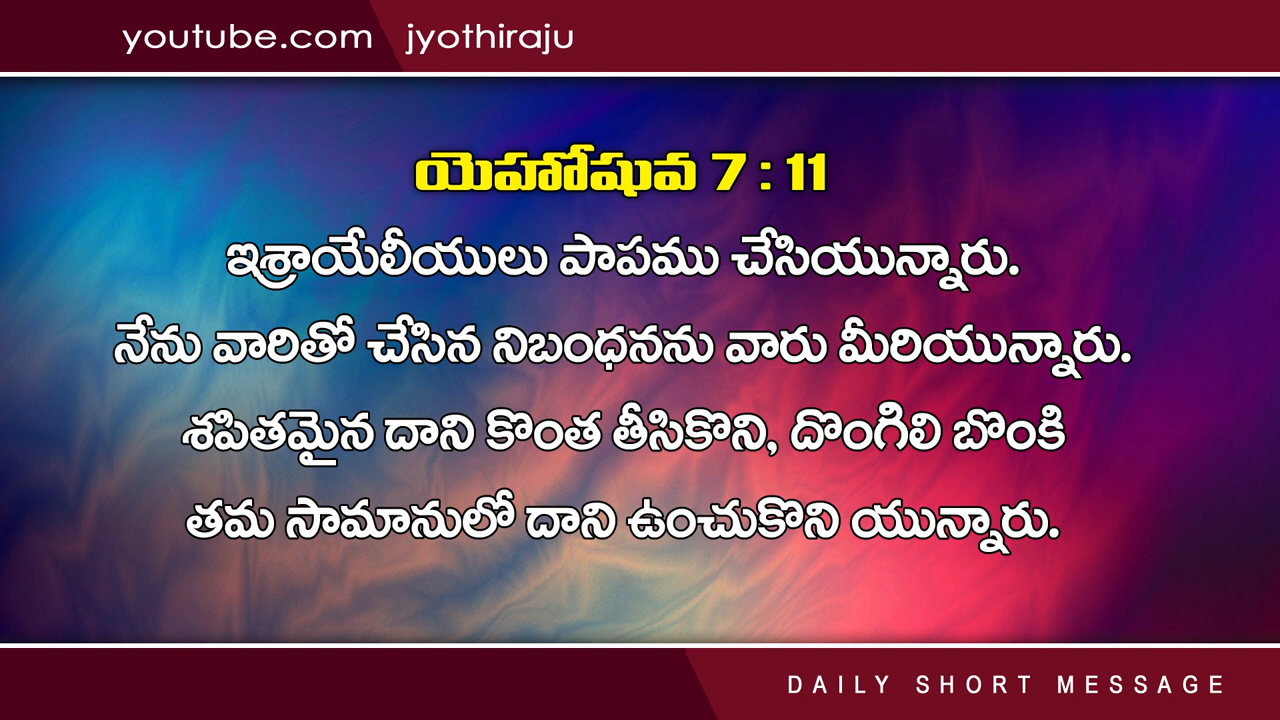 youtube.com jyothiraju
యెహోషువ 7 : 11
ఇశ్రాయేలీయులు పాపము చేసియున్నారు.
నేను వారితో చేసిన నిబంధనను వారు మీరియున్నారు.
శపితమైన దాని కొంత తీసికొని, దొంగిలి బొంకి
తమ సామానులో దాని ఉంచుకొని యున్నారు.
DAILY SHORT MESSAGE